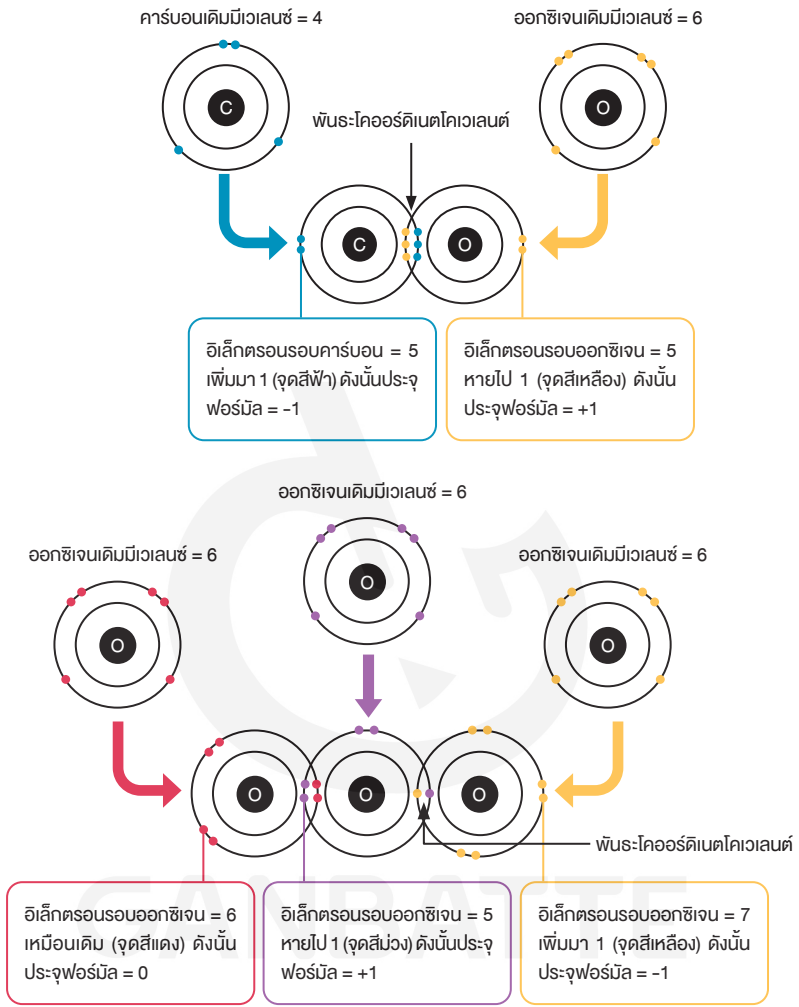 คาร์บอนเดิมมีเวเลนซ์ = 4
ออกซิเจนเดิมมีเวเลนซ์ = 6
C
O
พันธะโคออร์ดิเนตโคเวเลนต์
C
O
อิเล็กตรอนรอบคาร์บอน = 5
เพิ่มมา 1 (จุดสีฟ้า) ดังนั้นประจุ
ฟอร์มัล = -1
อิเล็กตรอนรอบออกซิเจน = 5
หายไป 1 (จุดสีเหลือง) ดังนั้น
ประจุฟอร์มัล = +1
ออกซิเจนเดิมมีเวเลนซ์ = 6
ออกซิเจนเดิมมีเวเลนซ์ = 6
ออกซิเจนเดิมมีเวเลนซ์ = 6
O
O
O
O
O
O
พันธะโคออร์ดิเนตโคเวเลนต์
GANBATTE
อิเล็กตรอนรอบออกซิเจน = 6
เหมือนเดิม (จุดสีแดง) ดังนั้น
ประจุฟอร์มัล = 0
อิเล็กตรอนรอบออกซิเจน = 5
หายไป 1 (จุดสีม่วง) ดังนั้นประจุ
ฟอร์มัล = +1
อิเล็กตรอนรอบออกซิเจน = 7
เพิ่มมา 1 (จุดสีเหลือง) ดังนั้น
ประจุฟอร์มัล = -1